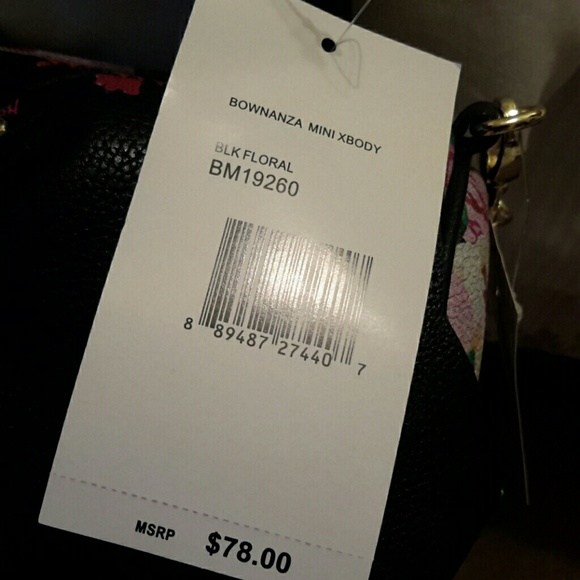 BOWNANZA MINI XBODY
BLK FLORAL
BM19260
8 89487 27440 7
MSRP $78.00